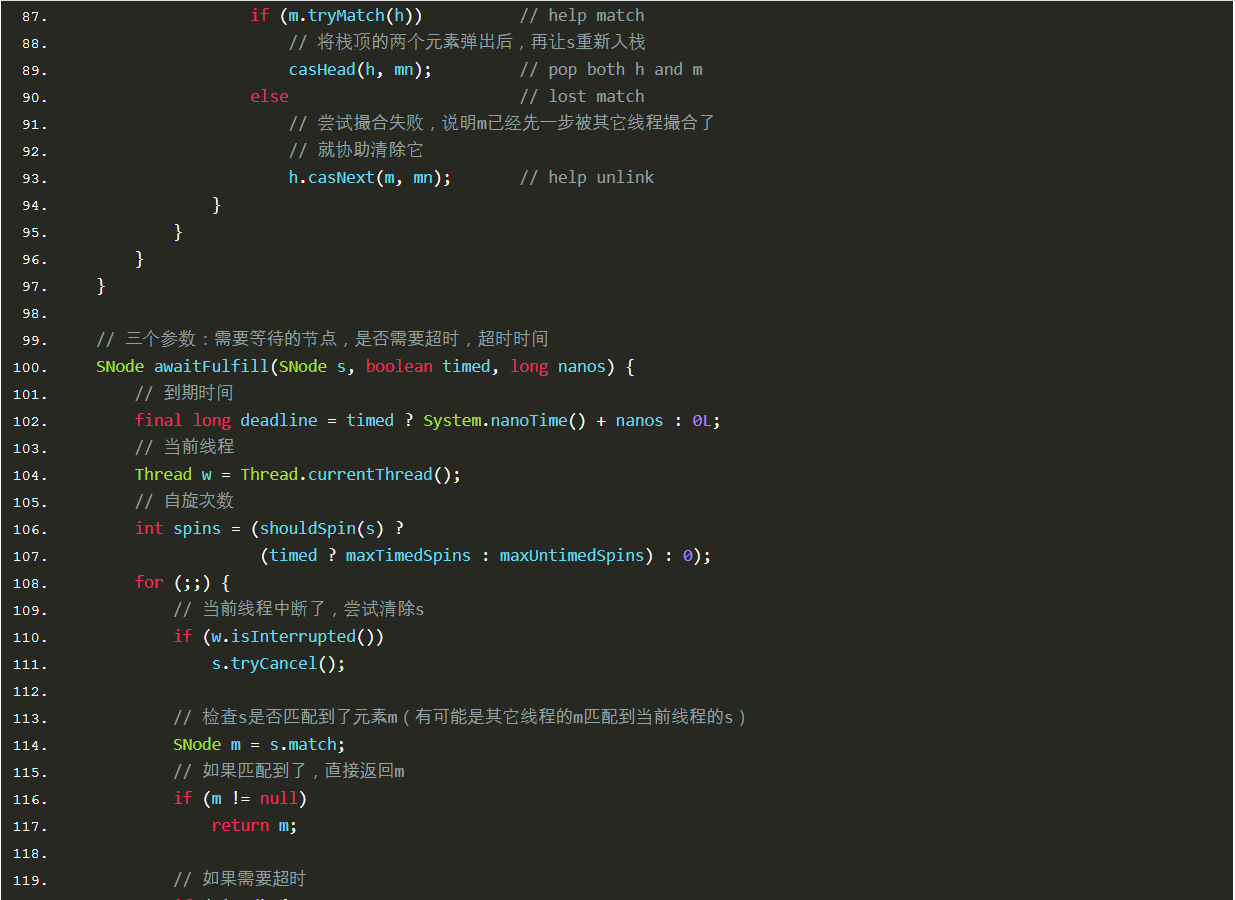 87. if (m.tryMatch(h)) // help match
88. // 将栈顶的两个元素弹出后，再让s重新入栈
89. casHead(h, mn); // pop both h and m
90. else // lost match
91. // 尝试撮合失败，说明m已经先一步被其它线程撮合了
92. // 就协助清除它
93. h.casNext(m, mn); // help unlink
94. }
95. }
96. }
97. }
98.
99. // 三个参数：需要等待的节点，是否需要超时，超时时间
100. SNode awaitFulfill(SNode s, boolean timed, long nanos) {
101. // 到期时间
102. final long deadline = timed ? System.nanoTime() + nanos : 0L;
103. // 当前线程
104. Thread w = Thread.currentThread();
105. // 自旋次数
106. int spins = (shouldSpin(s) ?
107. (timed ? maxTimedSpins : maxUntimedSpins) : 0);
108. for (;;) {
109. // 当前线程中断了，尝试清除s
110. if (w.isInterrupted())
111. s.tryCancel();
112.
113. // 检查s是否匹配到了元素m（有可能是其它线程的m匹配到当前线程的s）
114. SNode m = s.match;
115. // 如果匹配到了，直接返回m
116. if (m != null)
117. return m;
118.
119. // 如果需要超时